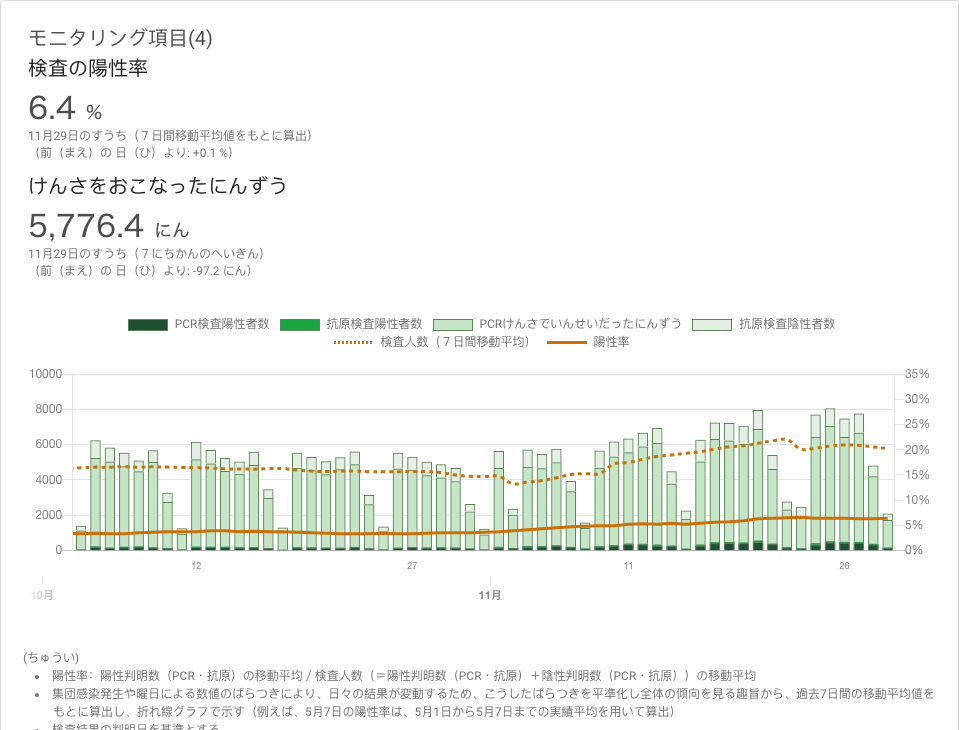 モニタリング項目(4)
検査の陽性率
6.4 %
11月29日のすうち（７日間移動平均値をもとに算出）
（前（まえ）の 日（ひ）より: +0.1 %）
けんさをおこなったにんずう
5,776.4 にん
11月29日のすうち（７にちかんのへいきん）
（前（まえ）の 日（ひ）より: -97.2 にん）
PCR検査陽性者数 抗原検査陽性者数 PCRけんさでいんせいだったにんずう 抗原検査陰性者数
検査人数（７日間移動平均） 陽性率
10000 35%
30%
8000
25%
6000
20%
4000
15%
10%
2000
5%
0 0%
12 27 11 26
10月 11月
(ちゅうい)
• 陽性率：陽性判明数（PCR・抗原）の移動平均 / 検査人数（＝陽性判明数（PCR・抗原）＋陰性判明数（PCR・抗原））の移動平均
• 集団感染発生や曜日による数値のばらつきにより、日々の結果が変動するため、こうしたばらつきを平準化し全体の傾向を見る趣旨から、過去7日間の移動平均値を
もとに算出し、折れ線グラフで示す（例えば、5月7日の陽性率は、5月1日から5月7日までの実績平均を用いて算出）
• 検査結果の判明日を基準とする